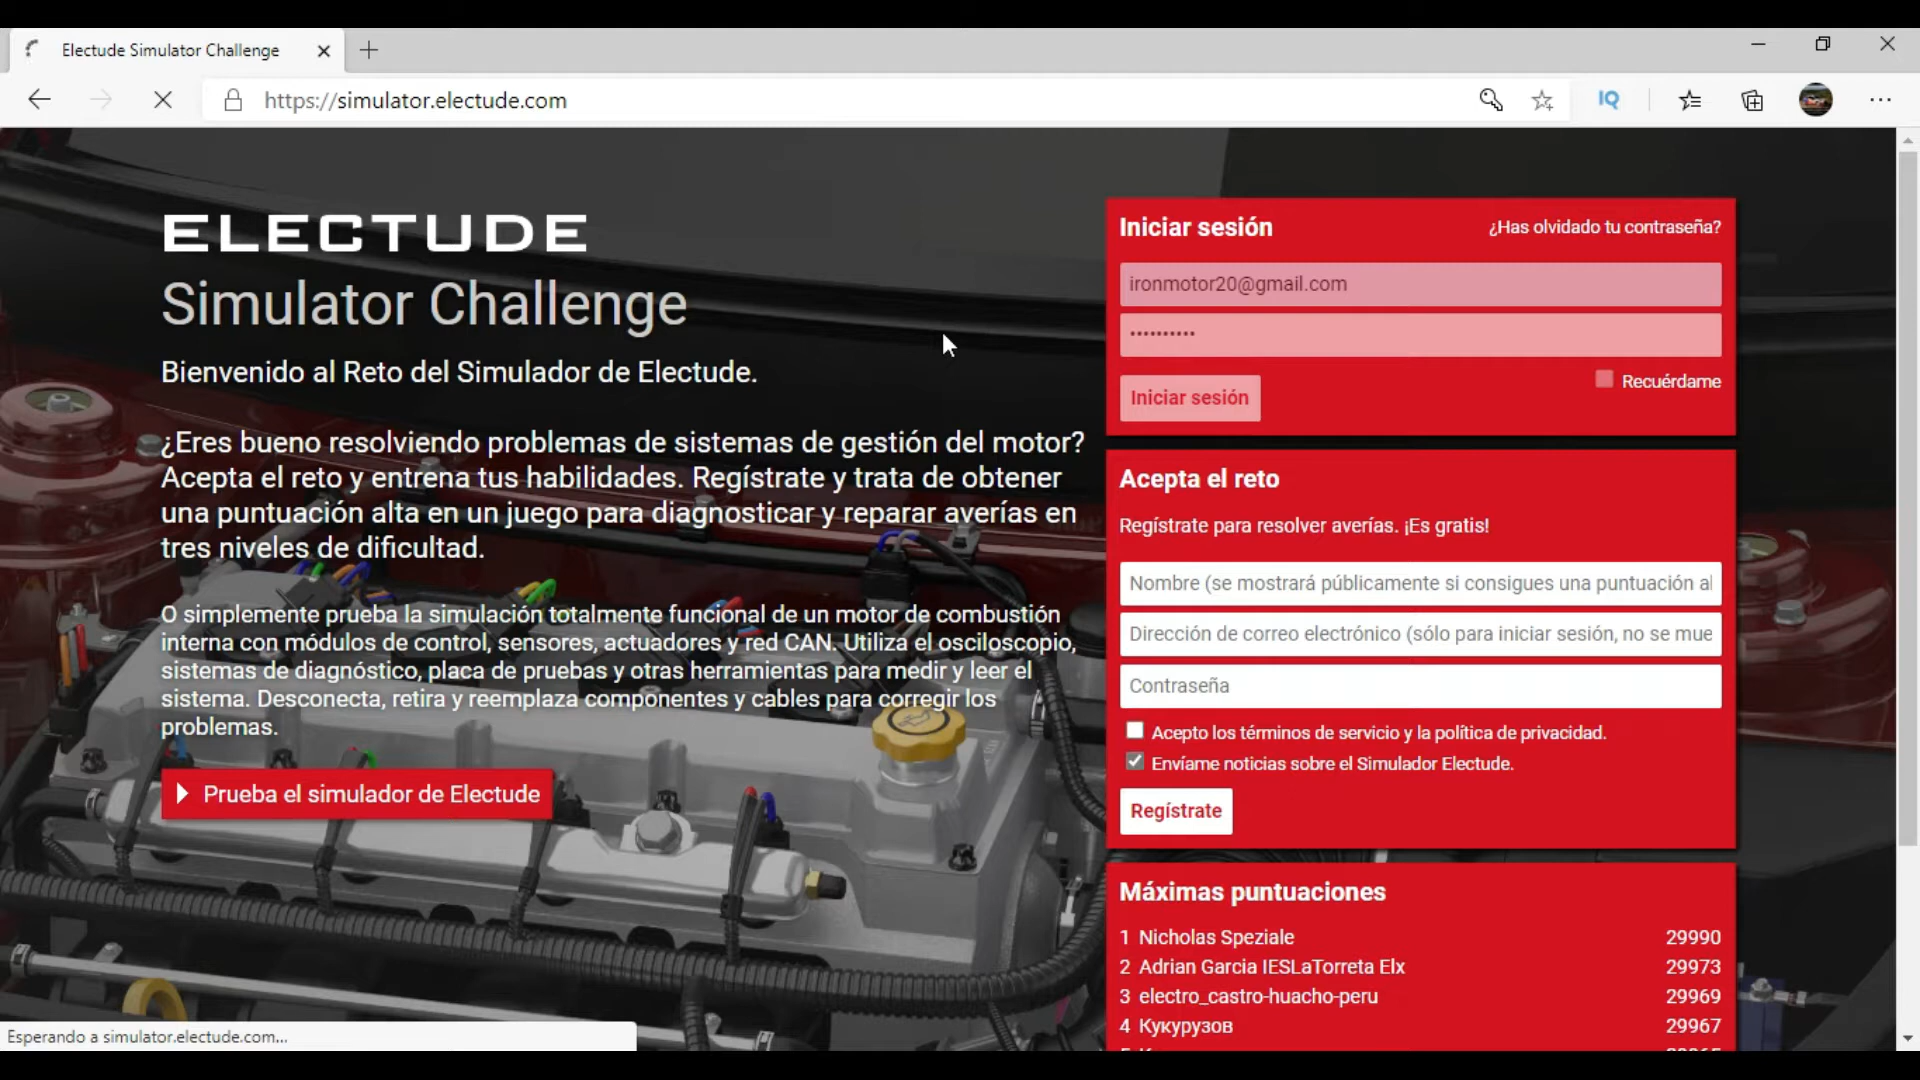 Electude Simulator Challenge
https://simulator.electude.com
IQ
ELECTUDE
Simulator Challenge
Bienvenido al Reto del Simulador de Electude.
¿Eres bueno resolviendo problemas de sistemas de gestión del motor?
Acepta el reto y entrena tus habilidades. Regístrate y trata de obtener
una puntuación alta en un juego para diagnosticar y reparar averías en
tres niveles de dificultad.
O simplemente prueba la simulación totalmente funcional de un motor de combustión
interna con módulos de control, sensores, actuadores y red CAN. Utiliza el osciloscopio,
sistemas de diagnóstico, placa de pruebas y otras herramientas para medir y leer el
sistema. Desconecta, retira y reemplaza componentes y cables para corregir los
problemas.
Prueba el simulador de Electude
Iniciar sesión
¿Has olvidado tu contraseña?
ironmotor20@gmail.com
••••••••••
Recuérdame
Iniciar sesión
Acepta el reto
Regístrate para resolver averías. ¡Es gratis!
Nombre (se mostrará públicamente si consigues una puntuación al
Dirección de correo electrónico (sólo para iniciar sesión, no se mue
Contraseña
Acepto los términos de servicio y la política de privacidad.
Envíame noticias sobre el Simulador Electude.
Regístrate
Máximas puntuaciones
1 Nicholas Speziale 29990
2 Adrian Garcia IESLaTorreta Elx 29973
3 electro_castro-huacho-peru 29969
4 Кукурузов 29967
Esperando a simulator.electude.com...